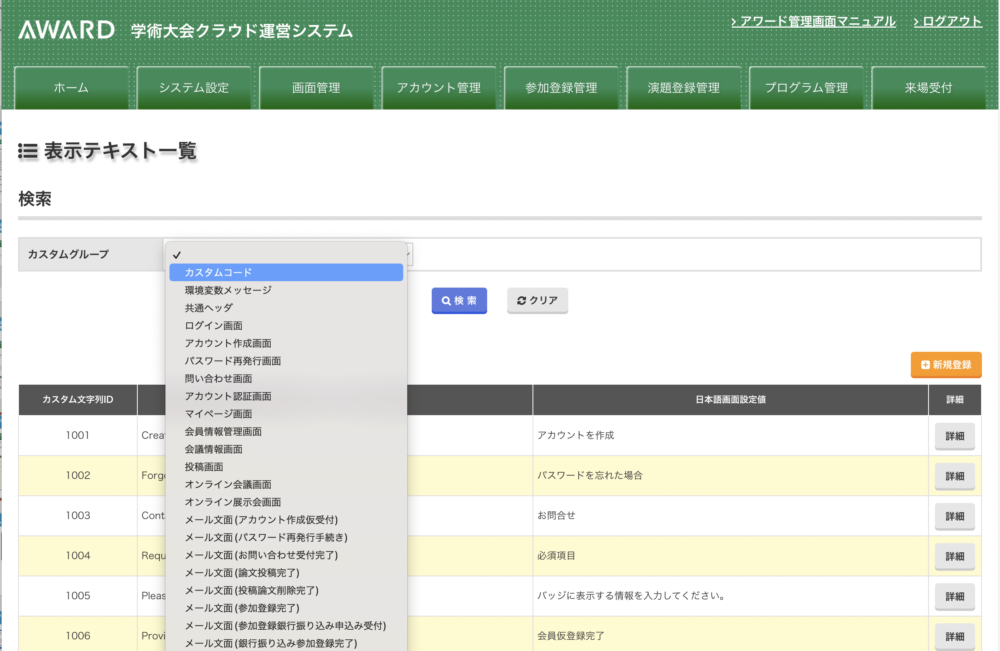 AWARD 学術大会クラウド運営システム
アワード管理画面マニュアル ログアウト
ホーム システム設定 画面管理 アカウント管理 参加登録管理 演題登録管理 プログラム管理 来場受付
表示テキスト一覧
検索
カスタムグループ
カスタムコード
環境変数メッセージ
共通ヘッダ
ログイン画面
アカウント作成画面
パスワード再発行画面
問い合わせ画面
アカウント認証画面
マイページ画面
会員情報管理画面
会議情報画面
投稿画面
オンライン会議画面
オンライン展示会画面
メール文面(アカウント作成仮受付)
メール文面(パスワード再発行手続き)
メール文面(お問い合わせ受付完了)
メール文面(論文投稿完了)
メール文面(投稿論文削除完了)
メール文面(参加登録完了)
メール文面(参加登録銀行振り込み申込み受付)
メール文面(銀行振り込み参加登録完了)
検 索 クリア
新規登録
カスタム文字列ID 日本語画面設定値 詳細
1001 アカウントを作成 詳細
1002 パスワードを忘れた場合 詳細
1003 お問合せ 詳細
1004 必須項目 詳細
1005 バッジに表示する情報を入力してください。 詳細
1006 会員仮登録完了 詳細